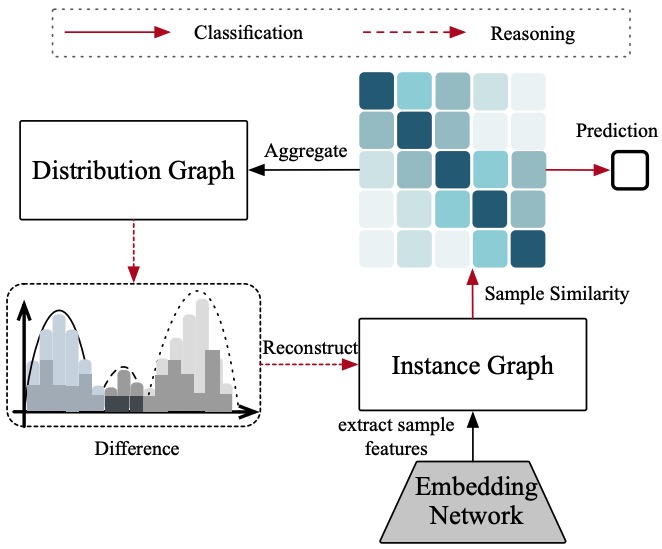 Classification
Reasoning
Prediction
Distribution Graph
Aggregate
Sample Similarity
Reconstruct
Instance Graph
Difference
extract sample
features
Embedding
Network